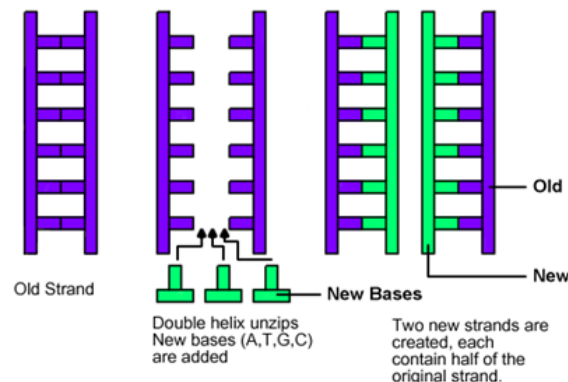 Old
New
Old Strand
New Bases
Double helix unzips
New bases (A,T,G,C)
are added
Two new strands are
created, each
contain half of the
original strand.